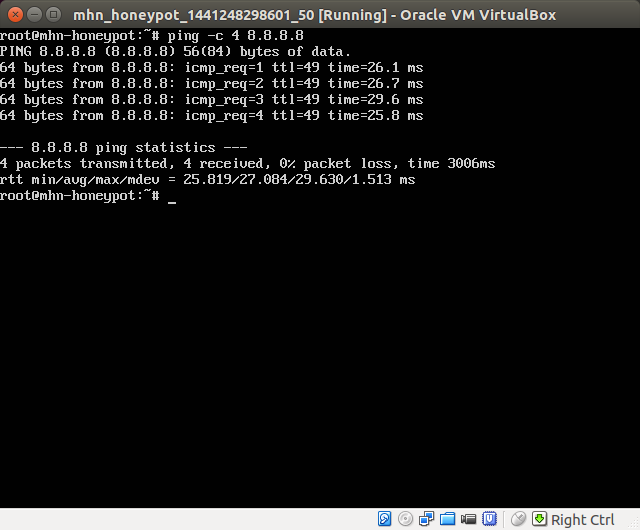 mhn_honeypot_1441248298601_50 [Running] - Oracle VM VirtualBox
root@mhn-honeypot:~# ping -c 4 8.8.8.8
PING 8.8.8.8 (8.8.8.8) 56(84) bytes of data.
64 bytes from 8.8.8.8: icmp_req=1 ttl=49 time=26.1 ms
64 bytes from 8.8.8.8: icmp_req=2 ttl=49 time=26.7 ms
64 bytes from 8.8.8.8: icmp_req=3 ttl=49 time=29.6 ms
64 bytes from 8.8.8.8: icmp_req=4 ttl=49 time=25.8 ms
--- 8.8.8.8 ping statistics ---
4 packets transmitted, 4 received, 0% packet loss, time 3006ms
rtt min/avg/max/mdev = 25.819/27.084/29.630/1.513 ms
root@mhn-honeypot:~# _
Right Ctrl